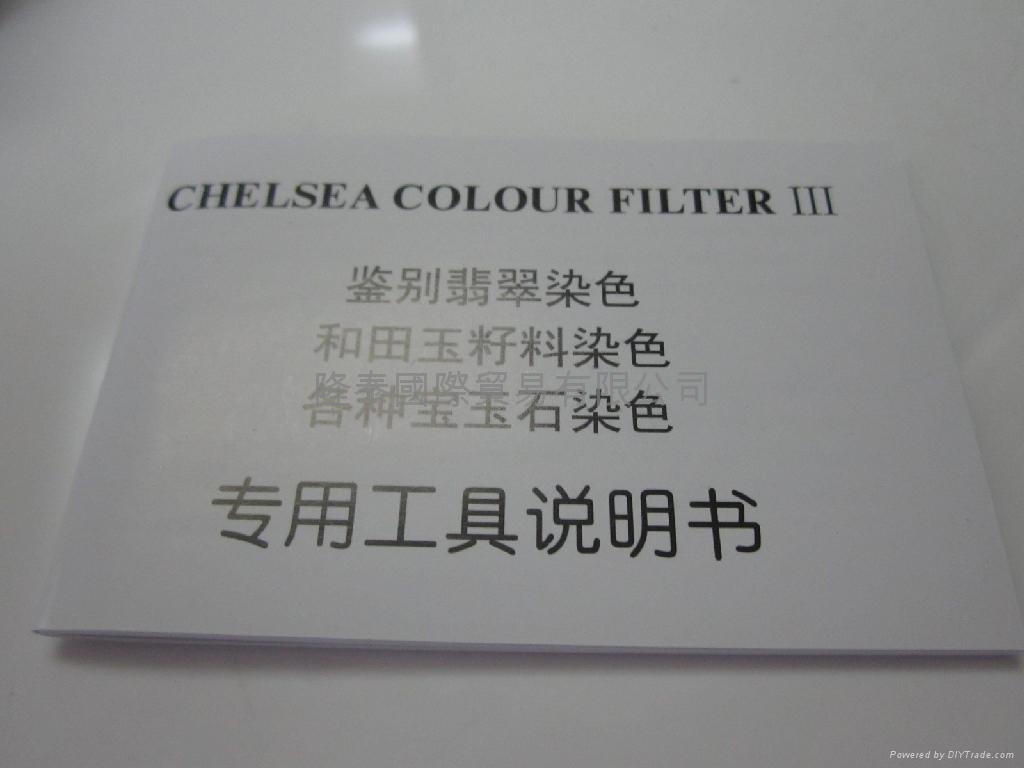 CHELSEA COLOUR FILTER III
鉴别翡翠染色
和田玉籽料染色
隆泰國際貿易有限公司
各种宝玉石染色
专用工具说明书
Powered by DIYTrade.com